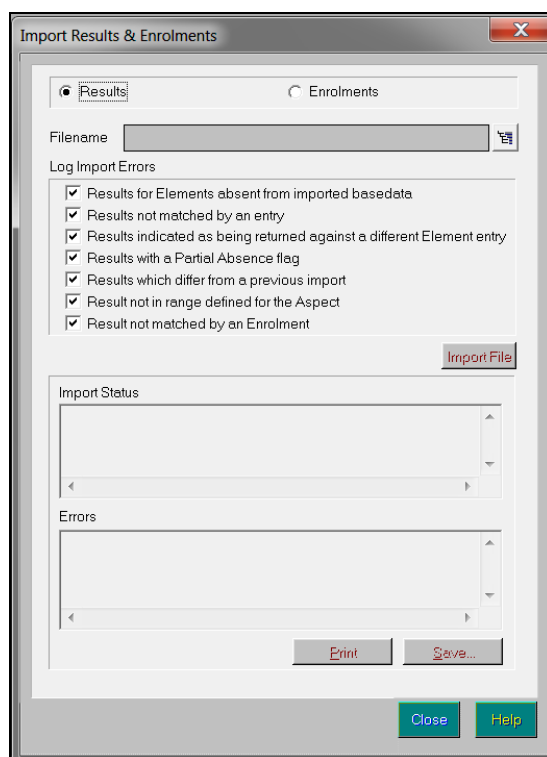 Import Results & Enrolments
Results
Enrolments
Filename
Log Import Errors
Results for Elements absent from imported basedata
Results not matched by an entry
Results indicated as being returned against a different Element entry
Results with a Partial Absence flag
Results which differ from a previous import
Result not in range defined for the Aspect
Result not matched by an Enrolment
Import File
Import Status
Errors
Print
Save...
Close
Help